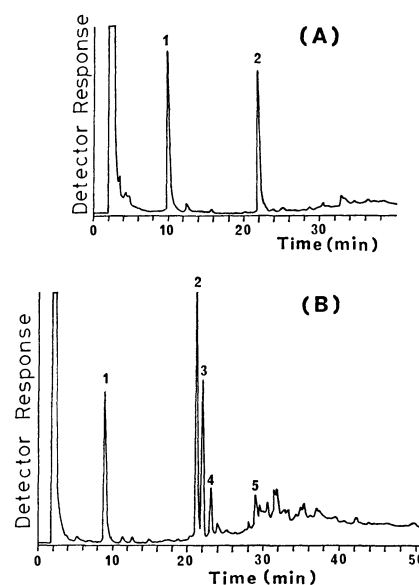 (A)
Detector Response
1
2
0 10 20 30
Time (min)
(B)
Detector Response
1
2
3
4
5
0 10 20 30 40 50
Time (min)